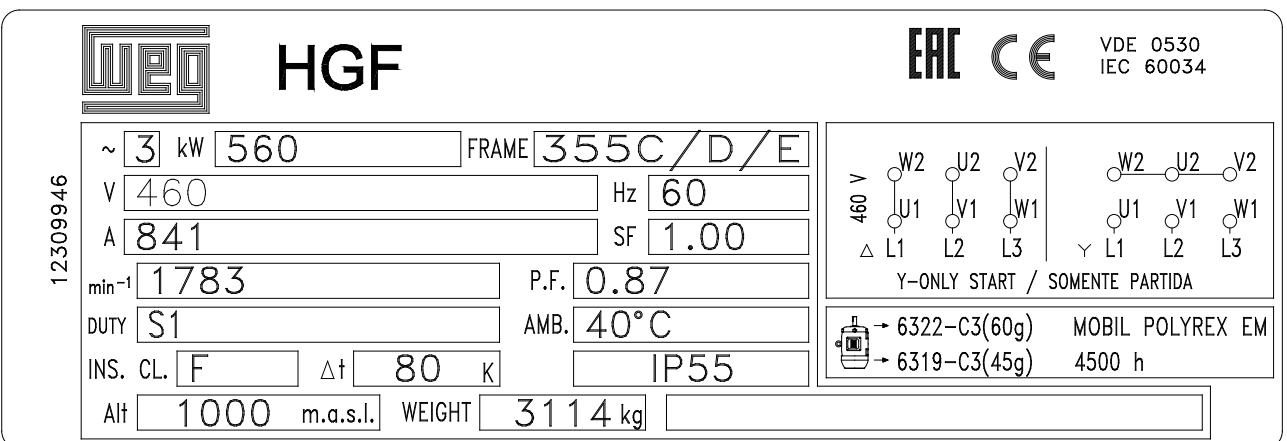 WEG HGF EAC CE VDE 0530
IEC 60034
12309946
~ 3 kW 560 FRAME 355C/D/E
V 460 Hz 60
A 841 SF 1.00
min⁻¹ 1783 P.F. 0.87
DUTY S1 AMB. 40°C
INS. CL. F Δt 80 K IP55
Alt 1000 m.a.s.l. WEIGHT 3114 kg
460 V
W2 U2 V2 W2 U2 V2
U1 V1 W1 U1 V1 W1
Δ L1 L2 L3 Y L1 L2 L3
Y-ONLY START / SOMENTE PARTIDA
→ 6322-C3(60g) MOBIL POLYREX EM
→ 6319-C3(45g) 4500 h